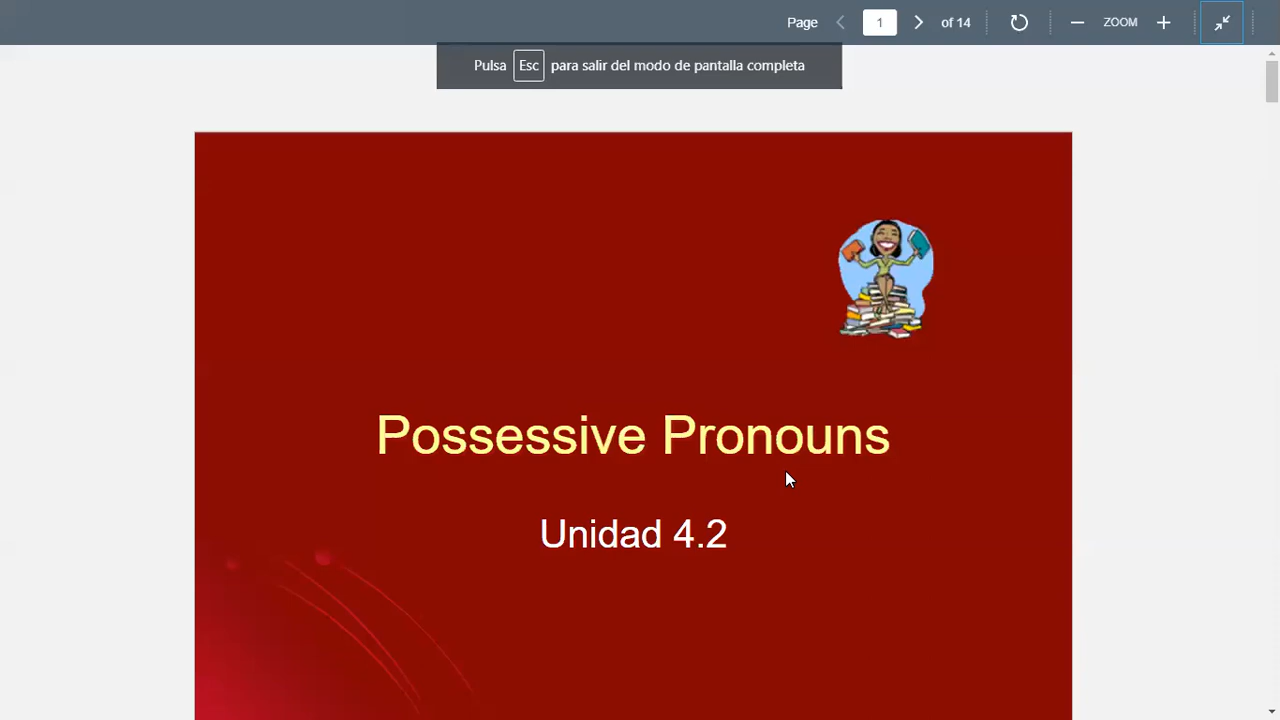 Page 1 of 14 ZOOM
Pulsa Esc para salir del modo de pantalla completa
Possessive Pronouns
Unidad 4.2